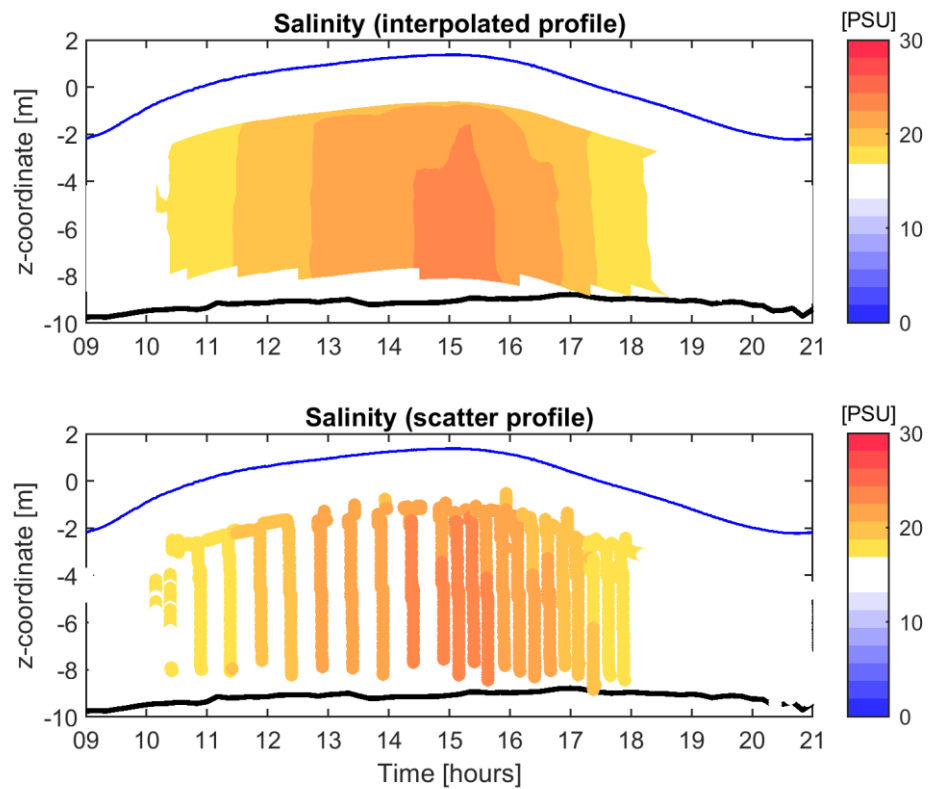 Salinity (interpolated profile)
[PSU]
2
0
-2
-4
-6
-8
-10
z-coordinate [m]
09 10 11 12 13 14 15 16 17 18 19 20 21
30
20
10
0
Salinity (scatter profile)
[PSU]
2
0
-2
-4
-6
-8
-10
z-coordinate [m]
09 10 11 12 13 14 15 16 17 18 19 20 21
Time [hours]
30
20
10
0